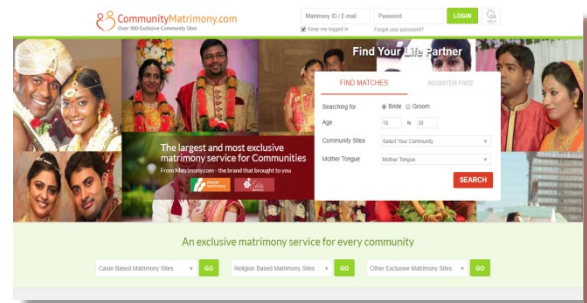 CommunityMatrimony.com
Over 300 Exclusive Community Sites
Matrimony ID / E-mail
Password
LOGIN
Keep me logged in
Forgot your password?
Find Your Life Partner
FIND MATCHES
REGISTER FREE
Searching for
Bride
Groom
Age
18
to
30
Community Sites
Select Your Community
Mother Tongue
Mother Tongue
SEARCH
The largest and most exclusive
matrimony service for Communities
From Matrimony.com - the brand that brought to you
An exclusive matrimony service for every community
Caste Based Matrimony Sites
GO
Religion Based Matrimony Sites
GO
Other Exclusive Matrimony Sites
GO